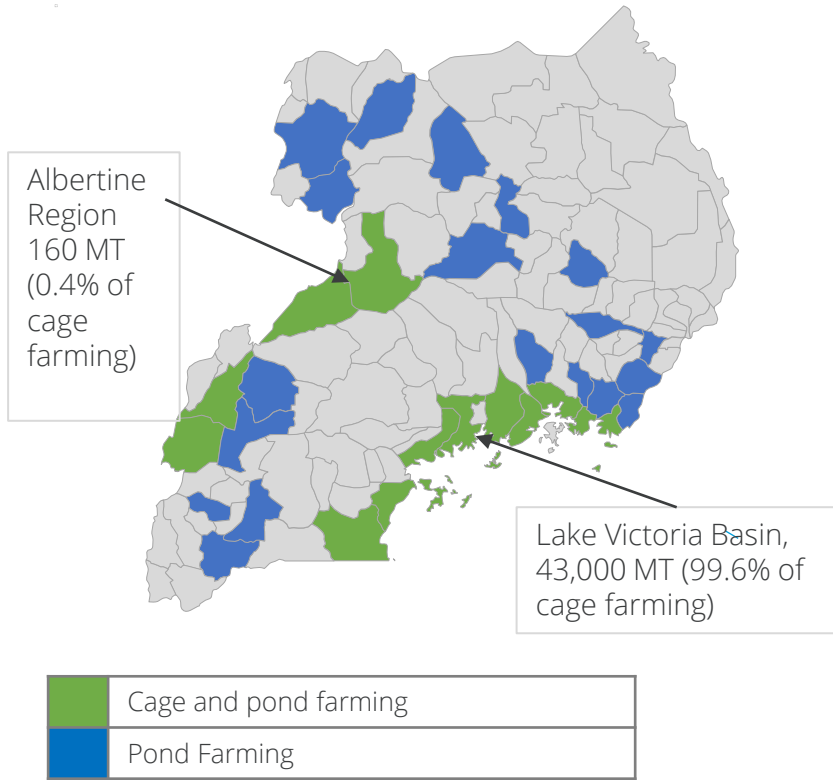 Albertine
Region
160 MT
(0.4% of
cage
farming)
Lake Victoria Basin,
43,000 MT (99.6% of
cage farming)
Cage and pond farming
Pond Farming